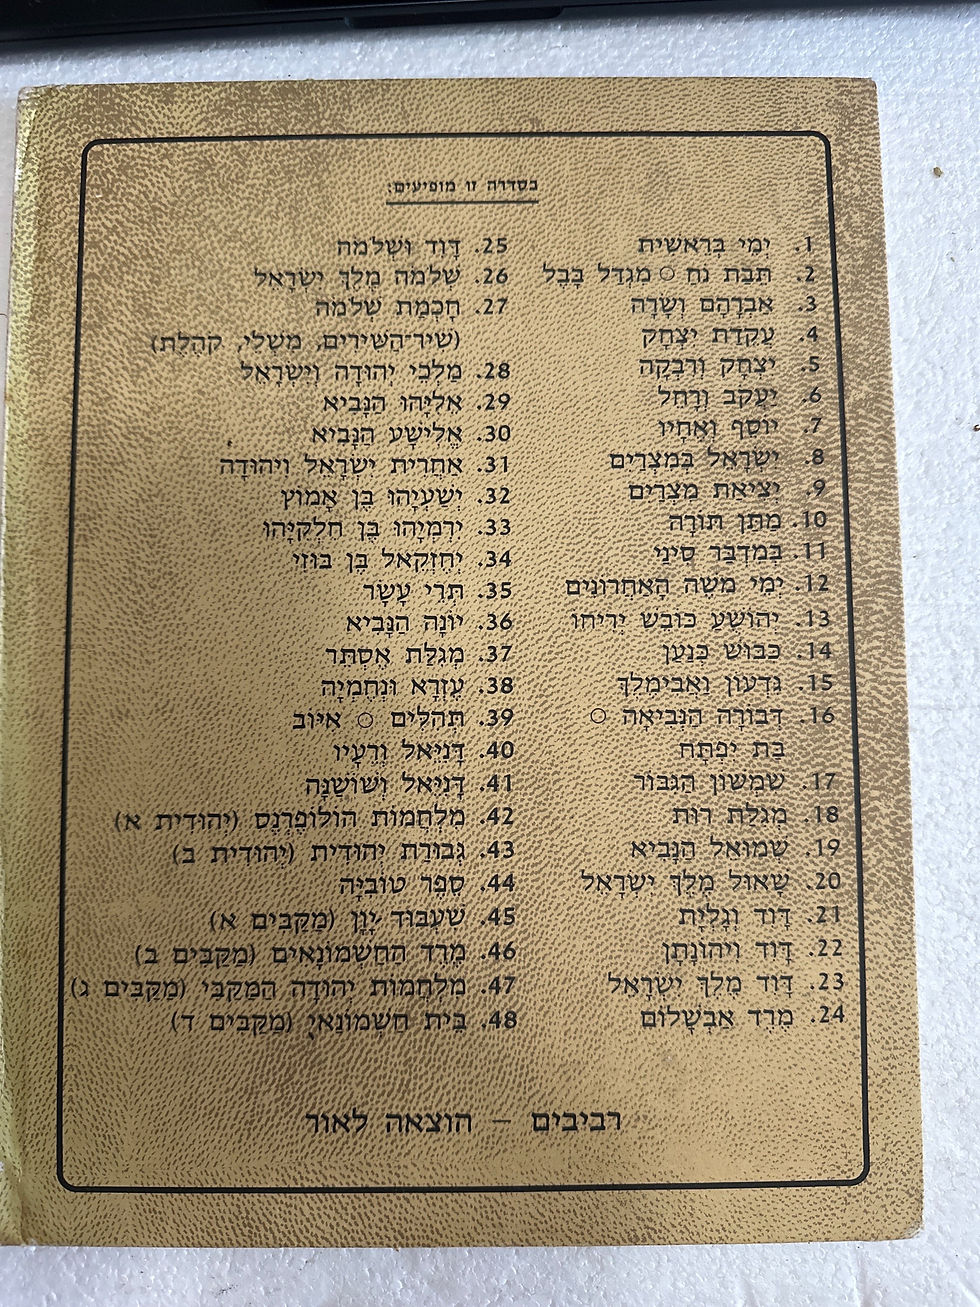 בסדרה זו מופיעים:
1. יְמֵי בְּרֵאשִׁית
2. תֵּבַת נֹחַ ○ מִגְדַּל בָּבֶל
3. אַבְרָהָם וְשָׂרָה
4. עֲקֵדַת יִצְחָק
5. יִצְחָק וְרִבְקָה
6. יַעֲקֹב וְרָחֵל
7. יוֹסֵף וְאֶחָיו
8. יִשְׂרָאֵל בְּמִצְרַיִם
9. יְצִיאַת מִצְרַיִם
10. מַתַּן תּוֹרָה
11. בְּמִדְבַּר סִינַי
12. יְמֵי מֹשֶׁה הָאַחֲרוֹנִים
13. יְהוֹשֻׁעַ כּוֹבֵשׁ יְרִיחוֹ
14. כִּבּוּשׁ כְּנַעַן
15. גִּדְעוֹן וַאֲבִימֶלֶךְ
16. דְּבוֹרָה הַנְּבִיאָה ○
בַּת יִפְתָּח
17. שִׁמְשׁוֹן הַגִּבּוֹר
18. מְגִלַּת רוּת
19. שְׁמוּאֵל הַנָּבִיא
20. שָׁאוּל מֶלֶךְ יִשְׂרָאֵל
21. דָּוִד וְגָלְיָת
22. דָּוִד וִיהוֹנָתָן
23. דָּוִד מֶלֶךְ יִשְׂרָאֵל
24. מֶרֶד אַבְשָׁלוֹם
25. דָּוִד וּשְׁלֹמֹה
26. שְׁלֹמֹה מֶלֶךְ יִשְׂרָאֵל
27. חָכְמַת שְׁלֹמֹה
(שִׁיר־הַשִּׁירִים, מִשְׁלֵי, קֹהֶלֶת)
28. מַלְכֵי יְהוּדָה וְיִשְׂרָאֵל
29. אֵלִיָּהוּ הַנָּבִיא
30. אֱלִישָׁע הַנָּבִיא
31. אַחֲרִית יִשְׂרָאֵל וִיהוּדָה
32. יְשַׁעְיָהוּ בֶּן אָמוֹץ
33. יִרְמְיָהוּ בֶּן חִלְקִיָּהוּ
34. יְחֶזְקֵאל בֶּן בּוּזִי
35. תְּרֵי עָשָׂר
36. יוֹנָה הַנָּבִיא
37. מְגִלַּת אֶסְתֵּר
38. עֶזְרָא וּנְחֶמְיָה
39. תְּהִלִּים ○ אִיּוֹב
40. דָּנִיֵּאל וְרֵעָיו
41. דָּנִיֵּאל וְשׁוֹשַׁנָּה
42. מִלְחֲמוֹת הוֹלוֹפֶרְנֶס (יְהוּדִית א)
43. גְּבוּרַת יְהוּדִית (יְהוּדִית ב)
44. סֵפֶר טוֹבִיָּה
45. שִׁעְבּוּד יָוָן (מַקַבִּים א)
46. מֶרֶד הַחַשְׁמוֹנָאִים (מַקַבִּים ב)
47. מִלְחֲמוֹת יְהוּדָה הַמַּקַבִּי (מַקַבִּים ג)
48. בֵּית חַשְׁמוֹנַאי (מַקַבִּים ד)
רביבים – הוצאה לאור